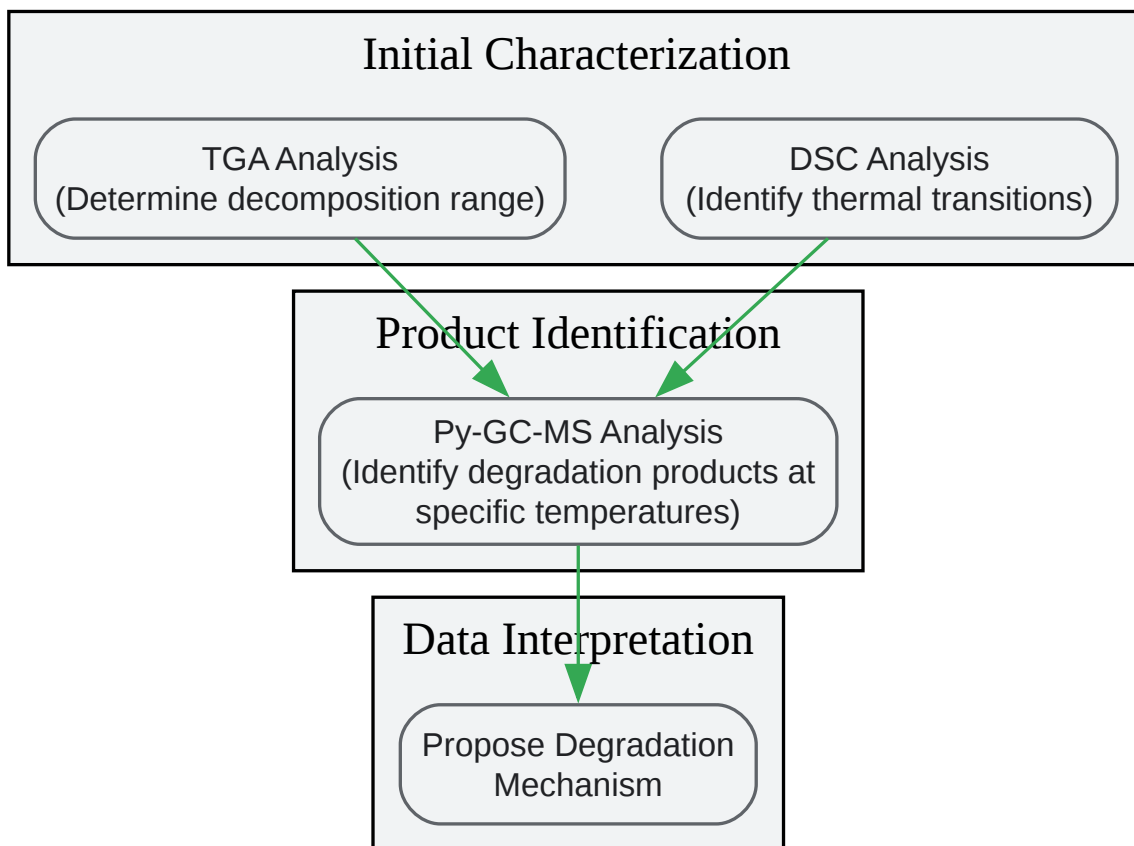 Initial Characterization
TGA Analysis
(Determine decomposition range)
DSC Analysis
(Identify thermal transitions)
Product Identification
Py-GC-MS Analysis
(Identify degradation products at
specific temperatures)
Data Interpretation
Propose Degradation
Mechanism